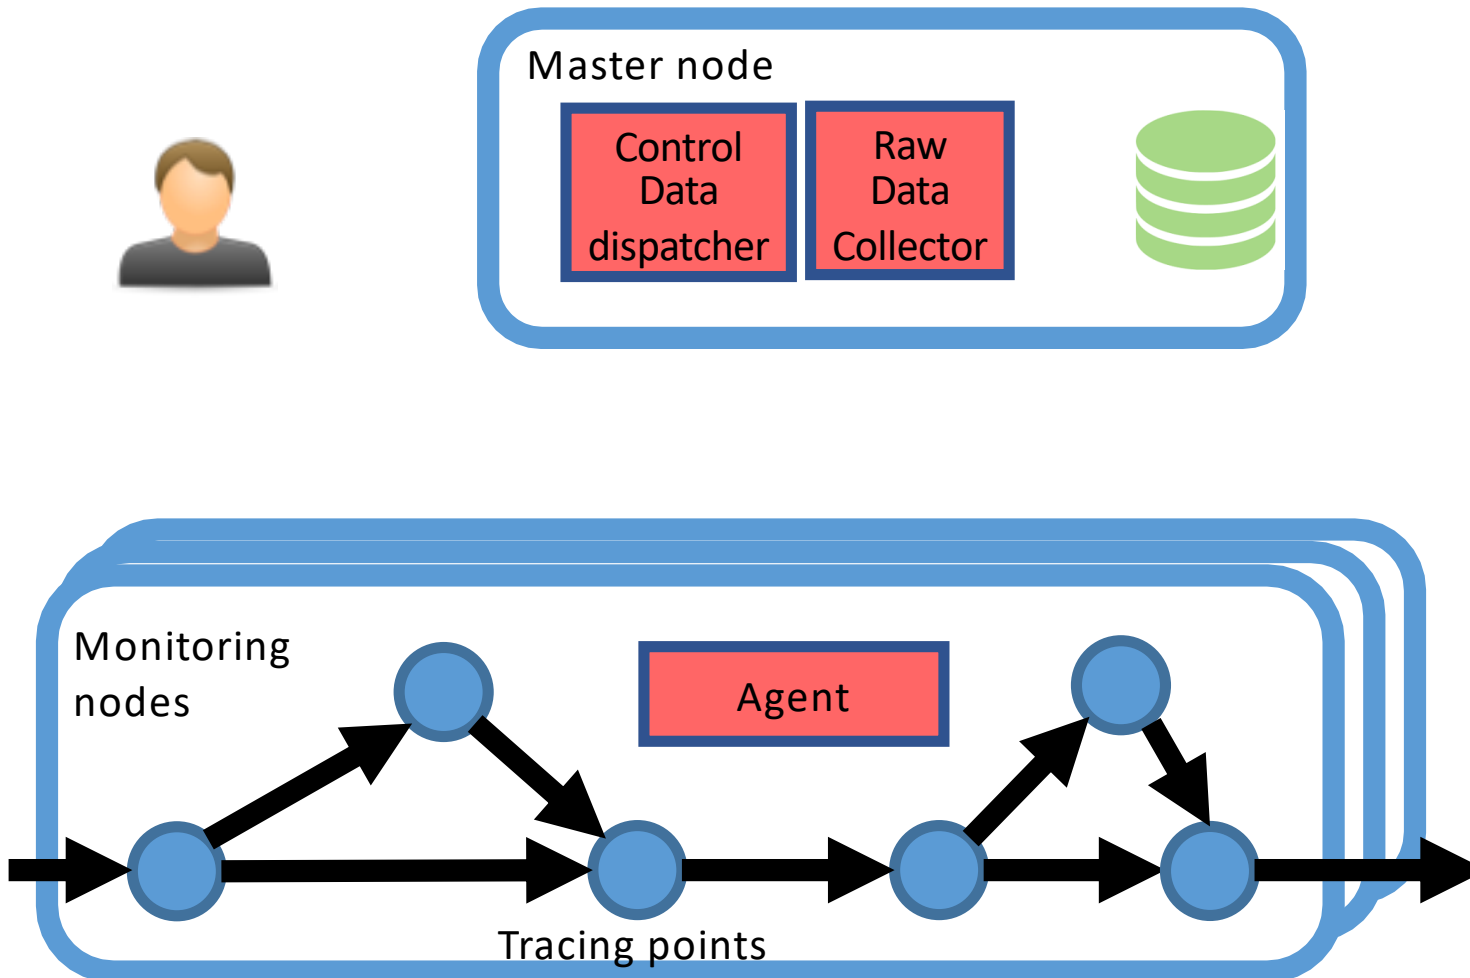 Master node
Control
Data
dispatcher
Raw
Data
Collector
Monitoring
nodes
Agent
Tracing points